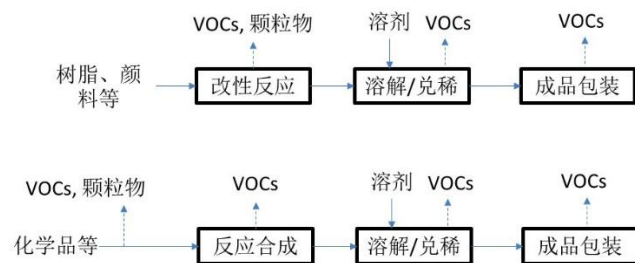 VOCs, 颗粒物
溶剂
VOCs
VOCs
树脂、颜
料等
改性反应
溶解/兑稀
成品包装
VOCs, 颗粒物
VOCs
溶剂
VOCs
VOCs
化学品等
反应合成
溶解/兑稀
成品包装